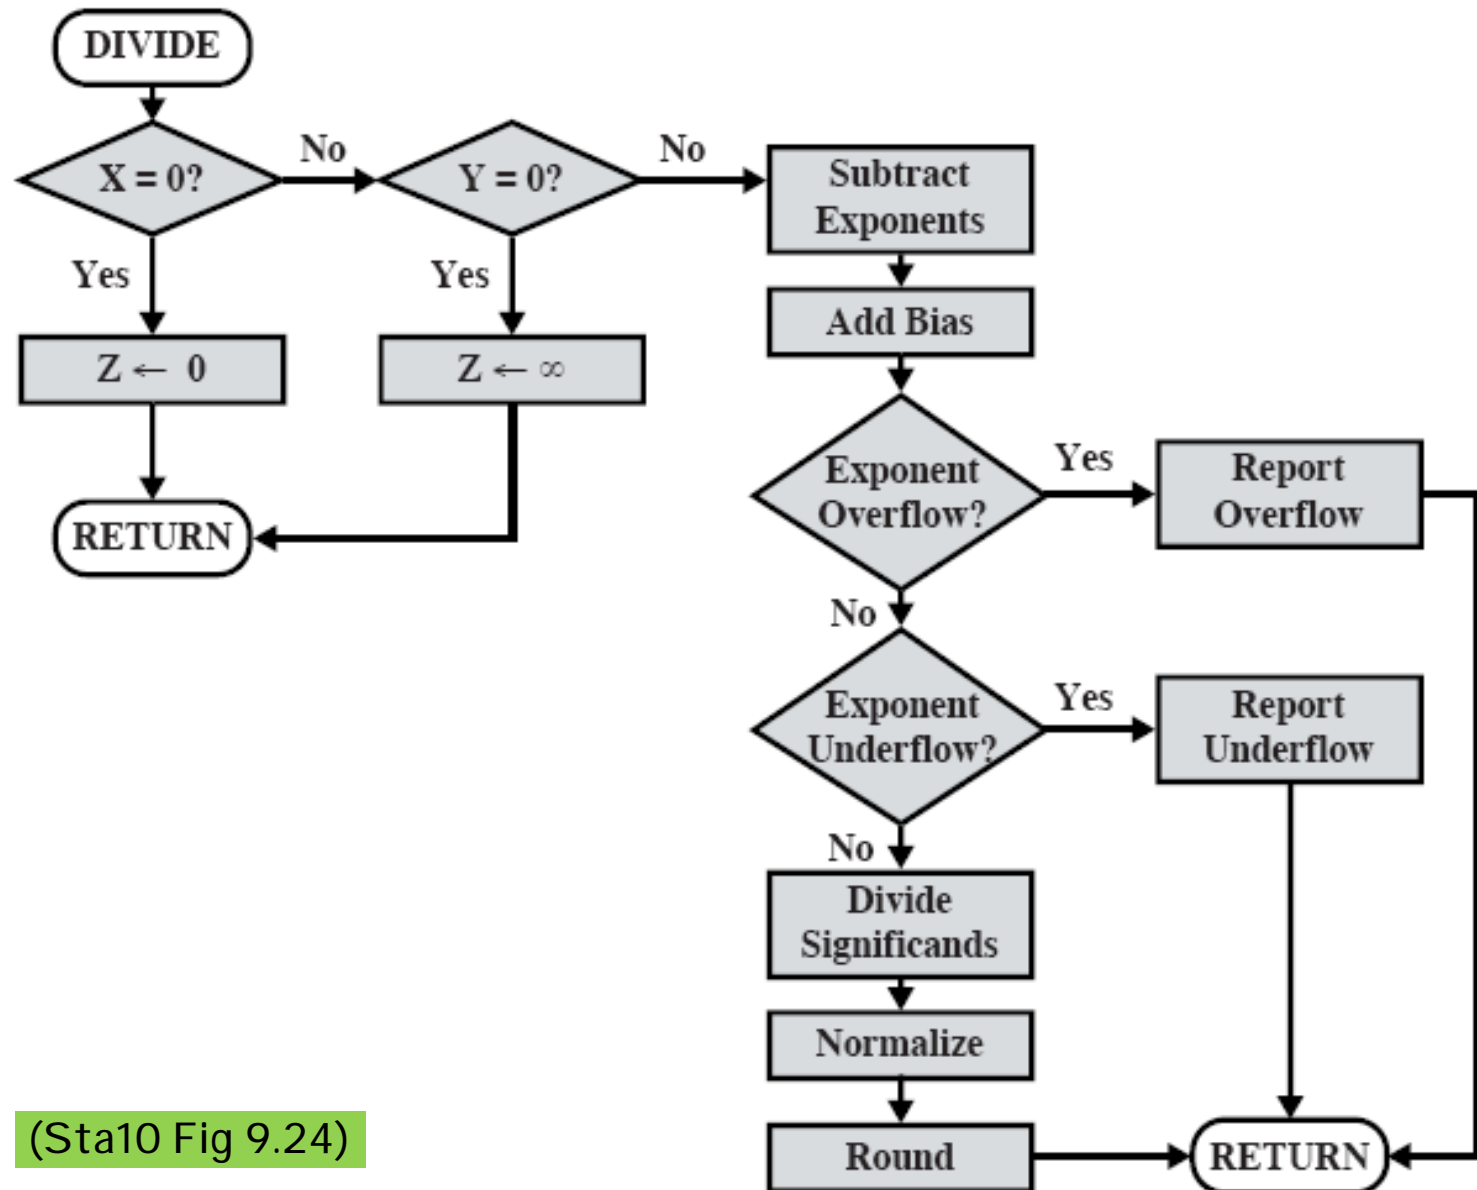 DIVIDE
X = 0?
No
Y = 0?
No
Subtract
Exponents
Yes
Yes
Z ← 0
Z ← ∞
RETURN
Add Bias
Exponent
Overflow?
Yes
Report
Overflow
No
Exponent
Underflow?
Yes
Report
Underflow
No
Divide
Significands
Normalize
Round
RETURN
(Sta10 Fig 9.24)